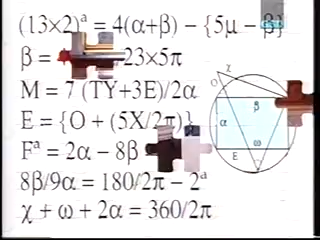 (13×2)ª = 4(α+β) – {5μ – β}
β = 23×5π
M = 7 (TY+3E)/2α
E = {O + (5X/2π)}
Fª = 2α – 8β
8β/9α = 180/2π – 2ª
χ + ω + 2α = 360/2π
χ
O
β
α
ω
E